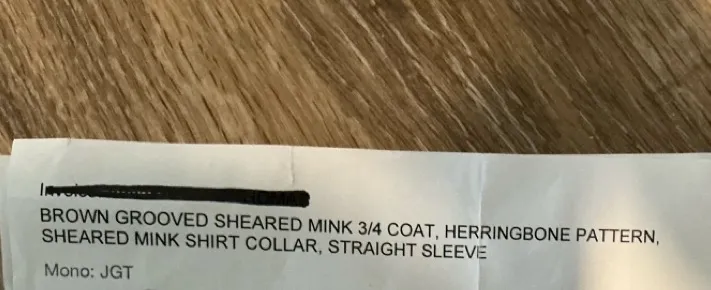 BROWN GROOVED SHEARED MINK 3/4 COAT, HERRINGBONE PATTERN,
SHEARED MINK SHIRT COLLAR, STRAIGHT SLEEVE
Mono: JGT